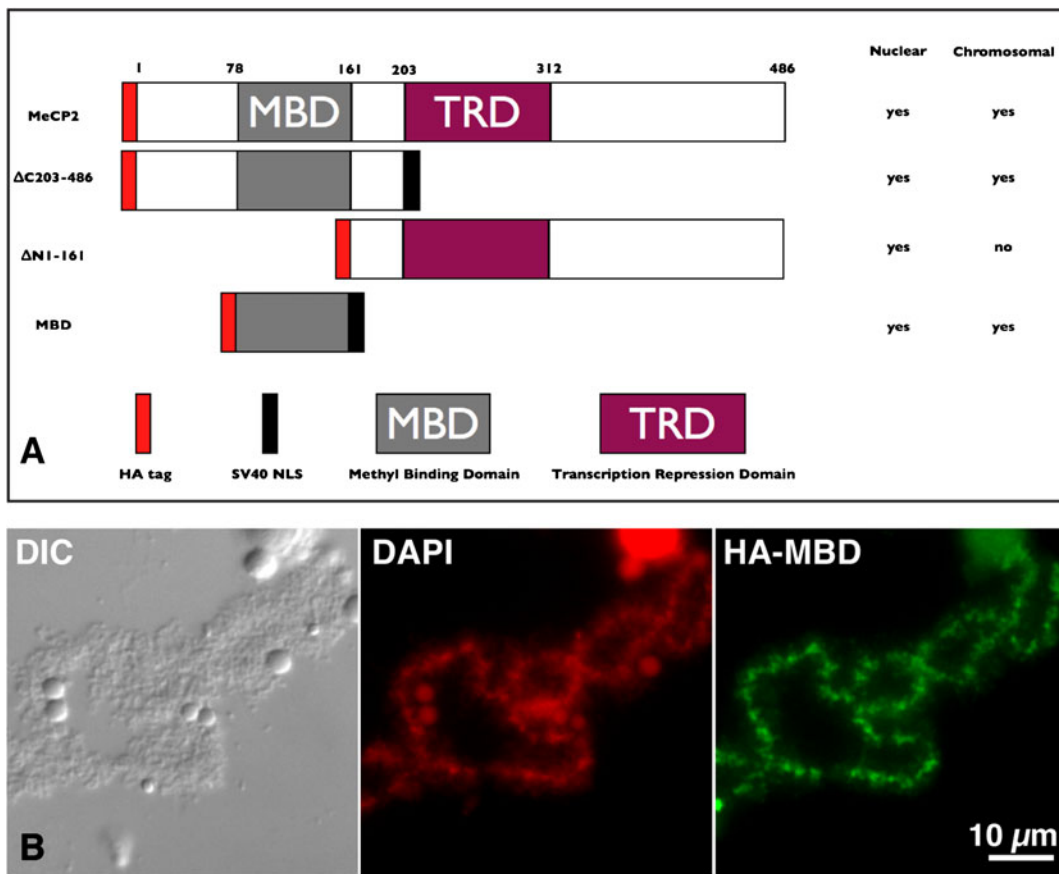 Nuclear Chromosomal
1 78 161 203 312 486
MeCP2 MBD TRD yes yes
ΔC203-486 yes yes
ΔN1-161 yes no
MBD yes yes
MBD TRD
A
HA tag SV40 NLS Methyl Binding Domain Transcription Repression Domain
DIC DAPI HA-MBD
B 10 µm